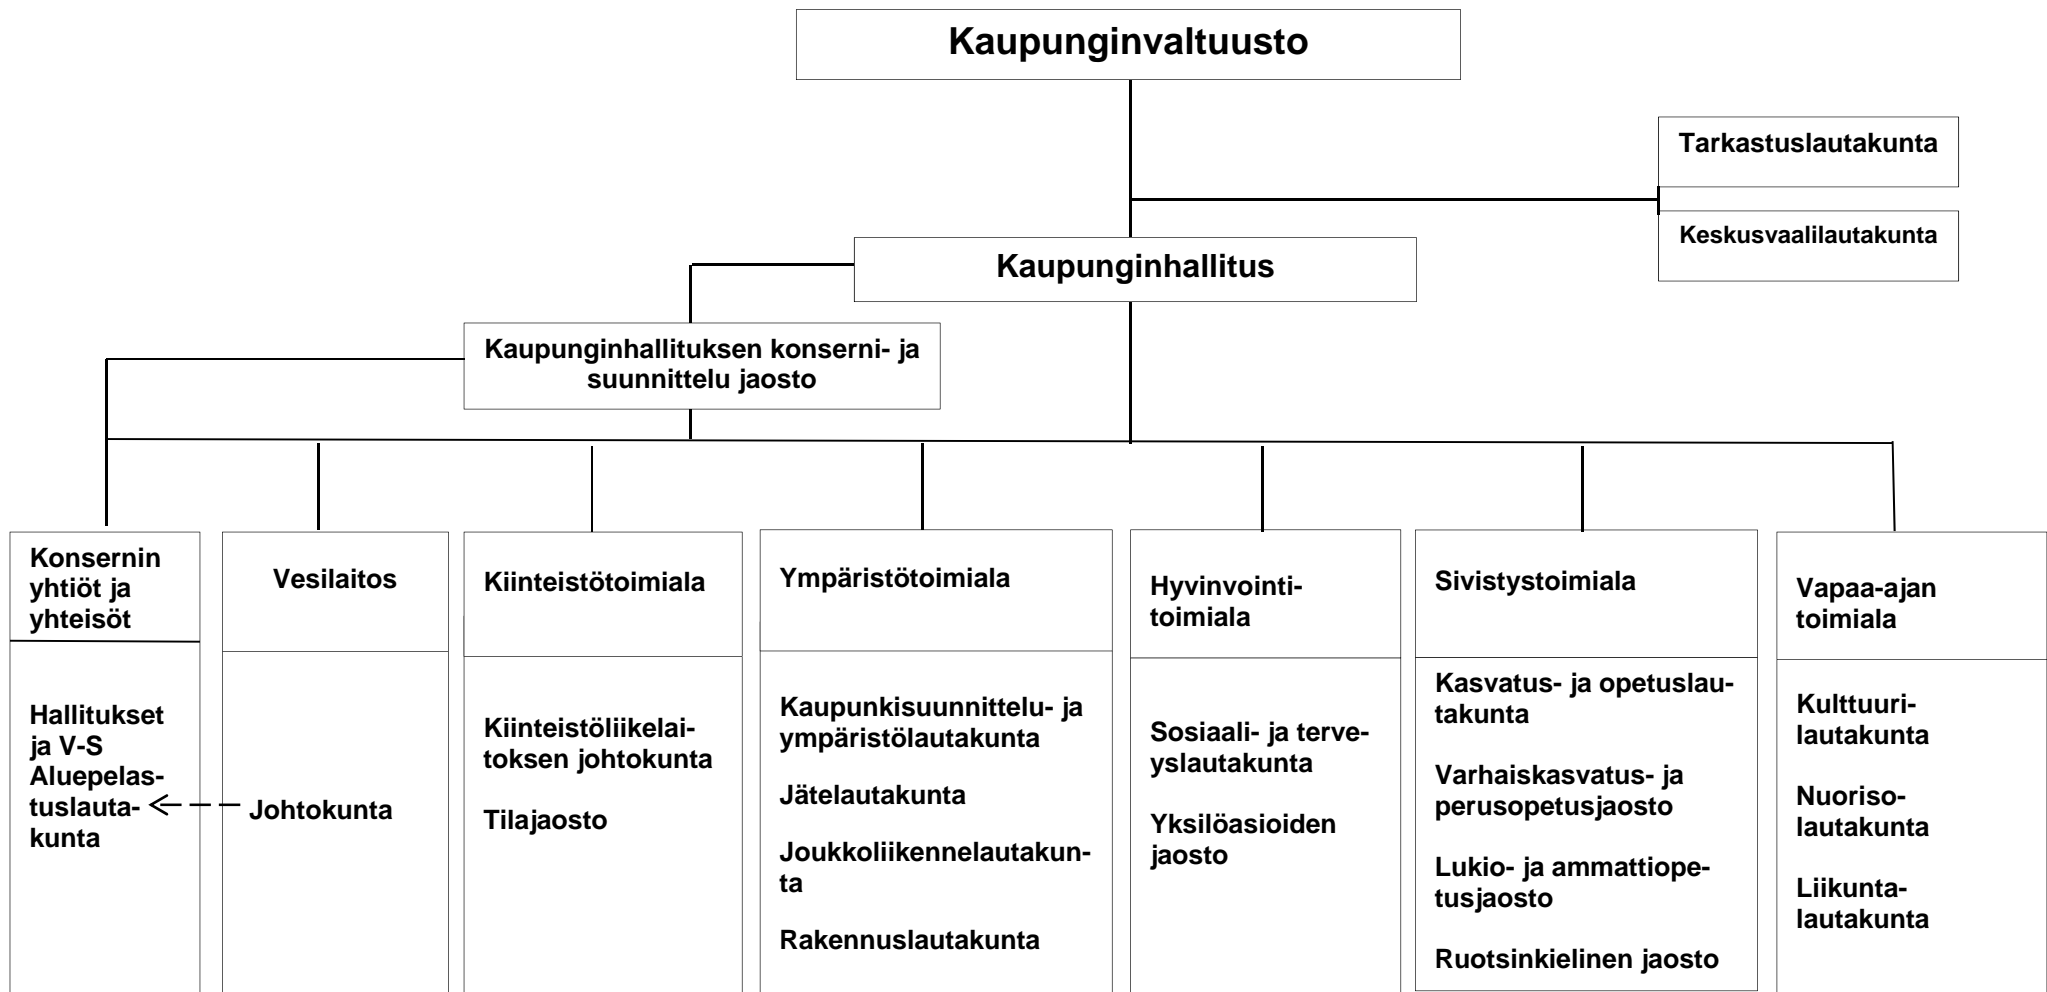 Kaupunginvaltuusto
Tarkastuslautakunta
Keskusvaalilautakunta
Kaupunginhallitus
Kaupunginhallituksen konserni- ja
suunnittelu jaosto
Konsernin
yhtiöt ja
yhteisöt
Hallitukset
ja V-S
Aluepelas-
tuslauta-
kunta
Vesilaitos
Johtokunta
Kiinteistötoimiala
Kiinteistöliikelai-
toksen johtokunta
Tilajaosto
Ympäristötoimiala
Kaupunkisuunnittelu- ja
ympäristölautakunta
Jätelautakunta
Joukkoliikennelautakun-
ta
Rakennuslautakunta
Hyvinvointi-
toimiala
Sosiaali- ja terve-
yslautakunta
Yksilöasioiden
jaosto
Sivistystoimiala
Kasvatus- ja opetuslau-
takunta
Varhaiskasvatus- ja
perusopetusjaosto
Lukio- ja ammattiope-
tusjaosto
Ruotsinkielinen jaosto
Vapaa-ajan
toimiala
Kulttuuri-
lautakunta
Nuoriso-
lautakunta
Liikunta-
lautakunta